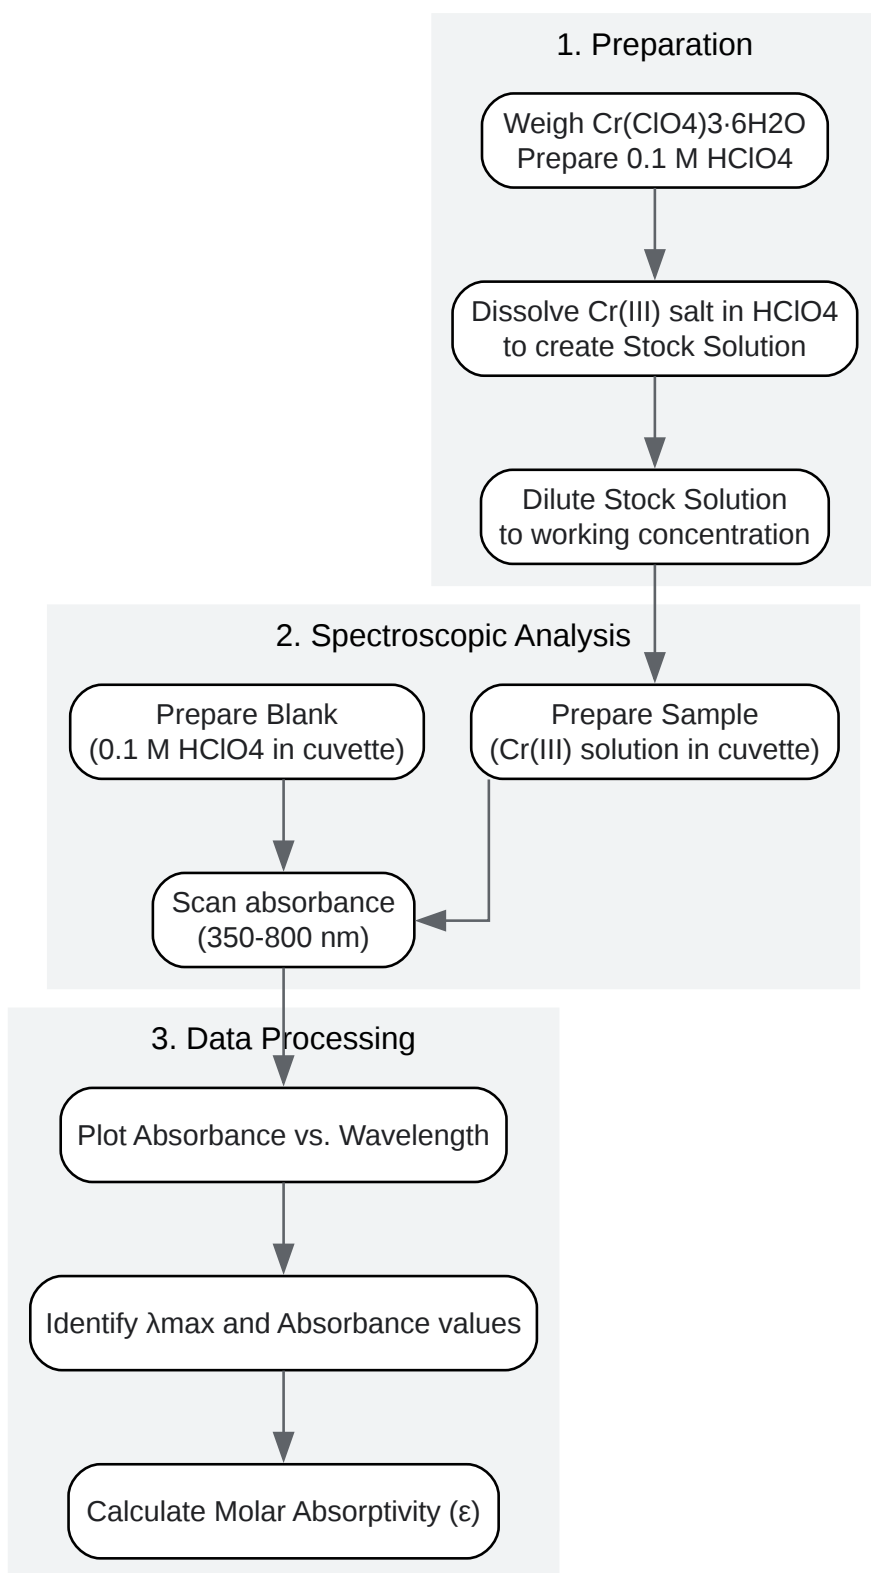 1. Preparation
Weigh Cr(ClO4)3·6H2O
Prepare 0.1 M HClO4
Dissolve Cr(III) salt in HClO4
to create Stock Solution
Dilute Stock Solution
to working concentration
2. Spectroscopic Analysis
Prepare Blank
(0.1 M HClO4 in cuvette)
Prepare Sample
(Cr(III) solution in cuvette)
Scan absorbance
(350-800 nm)
3. Data Processing
Plot Absorbance vs. Wavelength
Identify λmax and Absorbance values
Calculate Molar Absorptivity (ε)